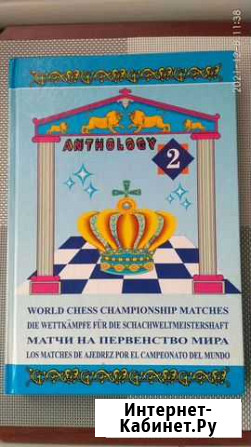 ANTHOLOGY
2
WORLD CHESS CHAMPIONSHIP MATCHES
DIE WETTKÄMPFE FÜR DIE SCHACHWELTMEISTERSHAFT
МАТЧИ НА ПЕРВЕНСТВО МИРА
LOS MATCHES DE AJEDREZ POR EL CAMPEONATO DEL MUNDO
Интернет-
Кабинет.Ру